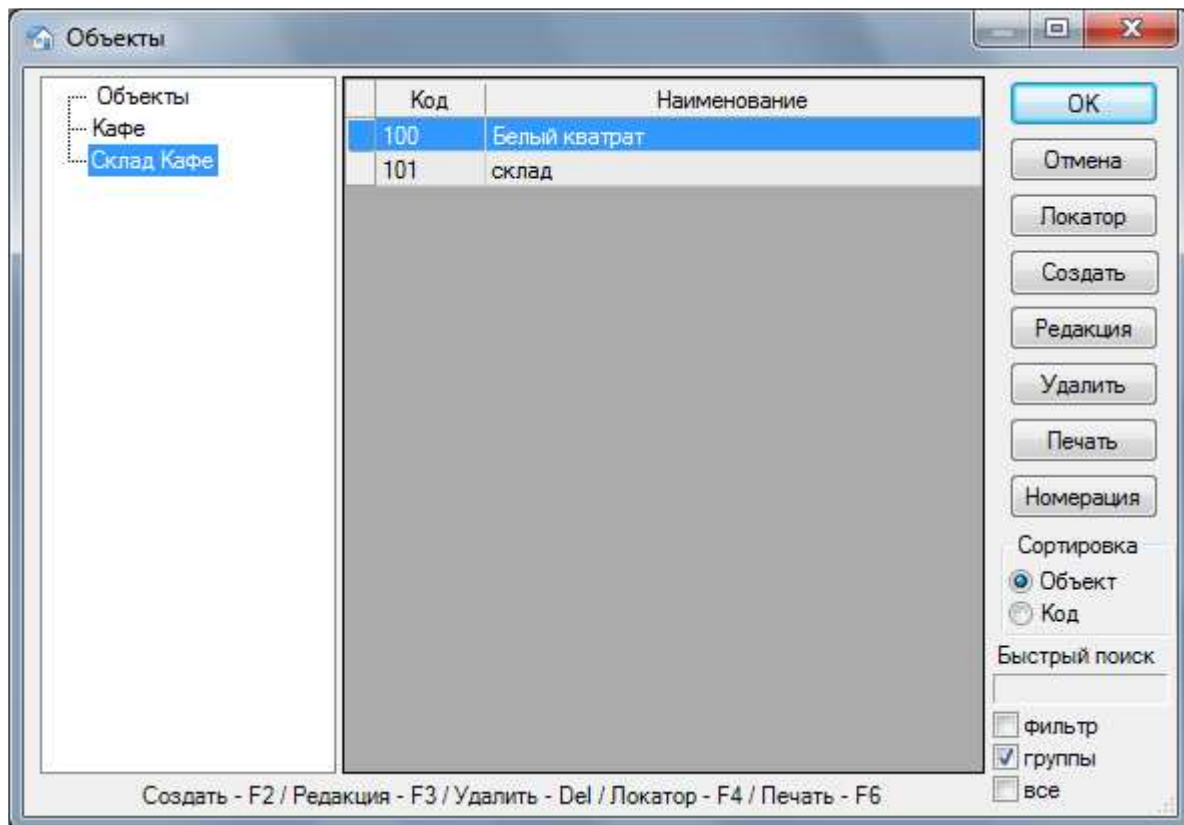 Объекты
Объекты
Кафе
Склад Кафе
Код Наименование
100 Белый кватрат
101 склад
OK
Отмена
Локатор
Создать
Редакция
Удалить
Печать
Номерация
Сортировка
Объект
Код
Быстрый поиск
фильтр
группы
все
Создать - F2 / Редакция - F3 / Удалить - Del / Локатор - F4 / Печать - F6